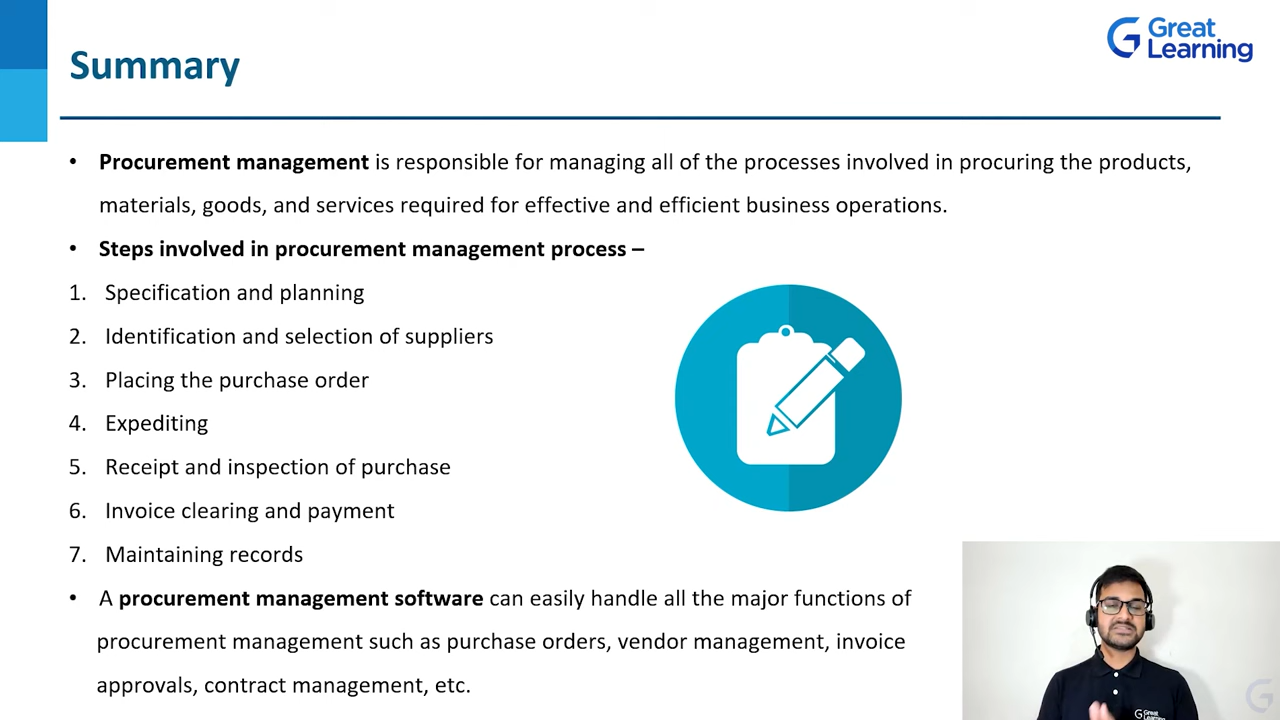 Great
Learning
Summary
• Procurement management is responsible for managing all of the processes involved in procuring the products,
materials, goods, and services required for effective and efficient business operations.
• Steps involved in procurement management process –
1. Specification and planning
2. Identification and selection of suppliers
3. Placing the purchase order
4. Expediting
5. Receipt and inspection of purchase
6. Invoice clearing and payment
7. Maintaining records
• A procurement management software can easily handle all the major functions of
procurement management such as purchase orders, vendor management, invoice
approvals, contract management, etc.
Great
Learning